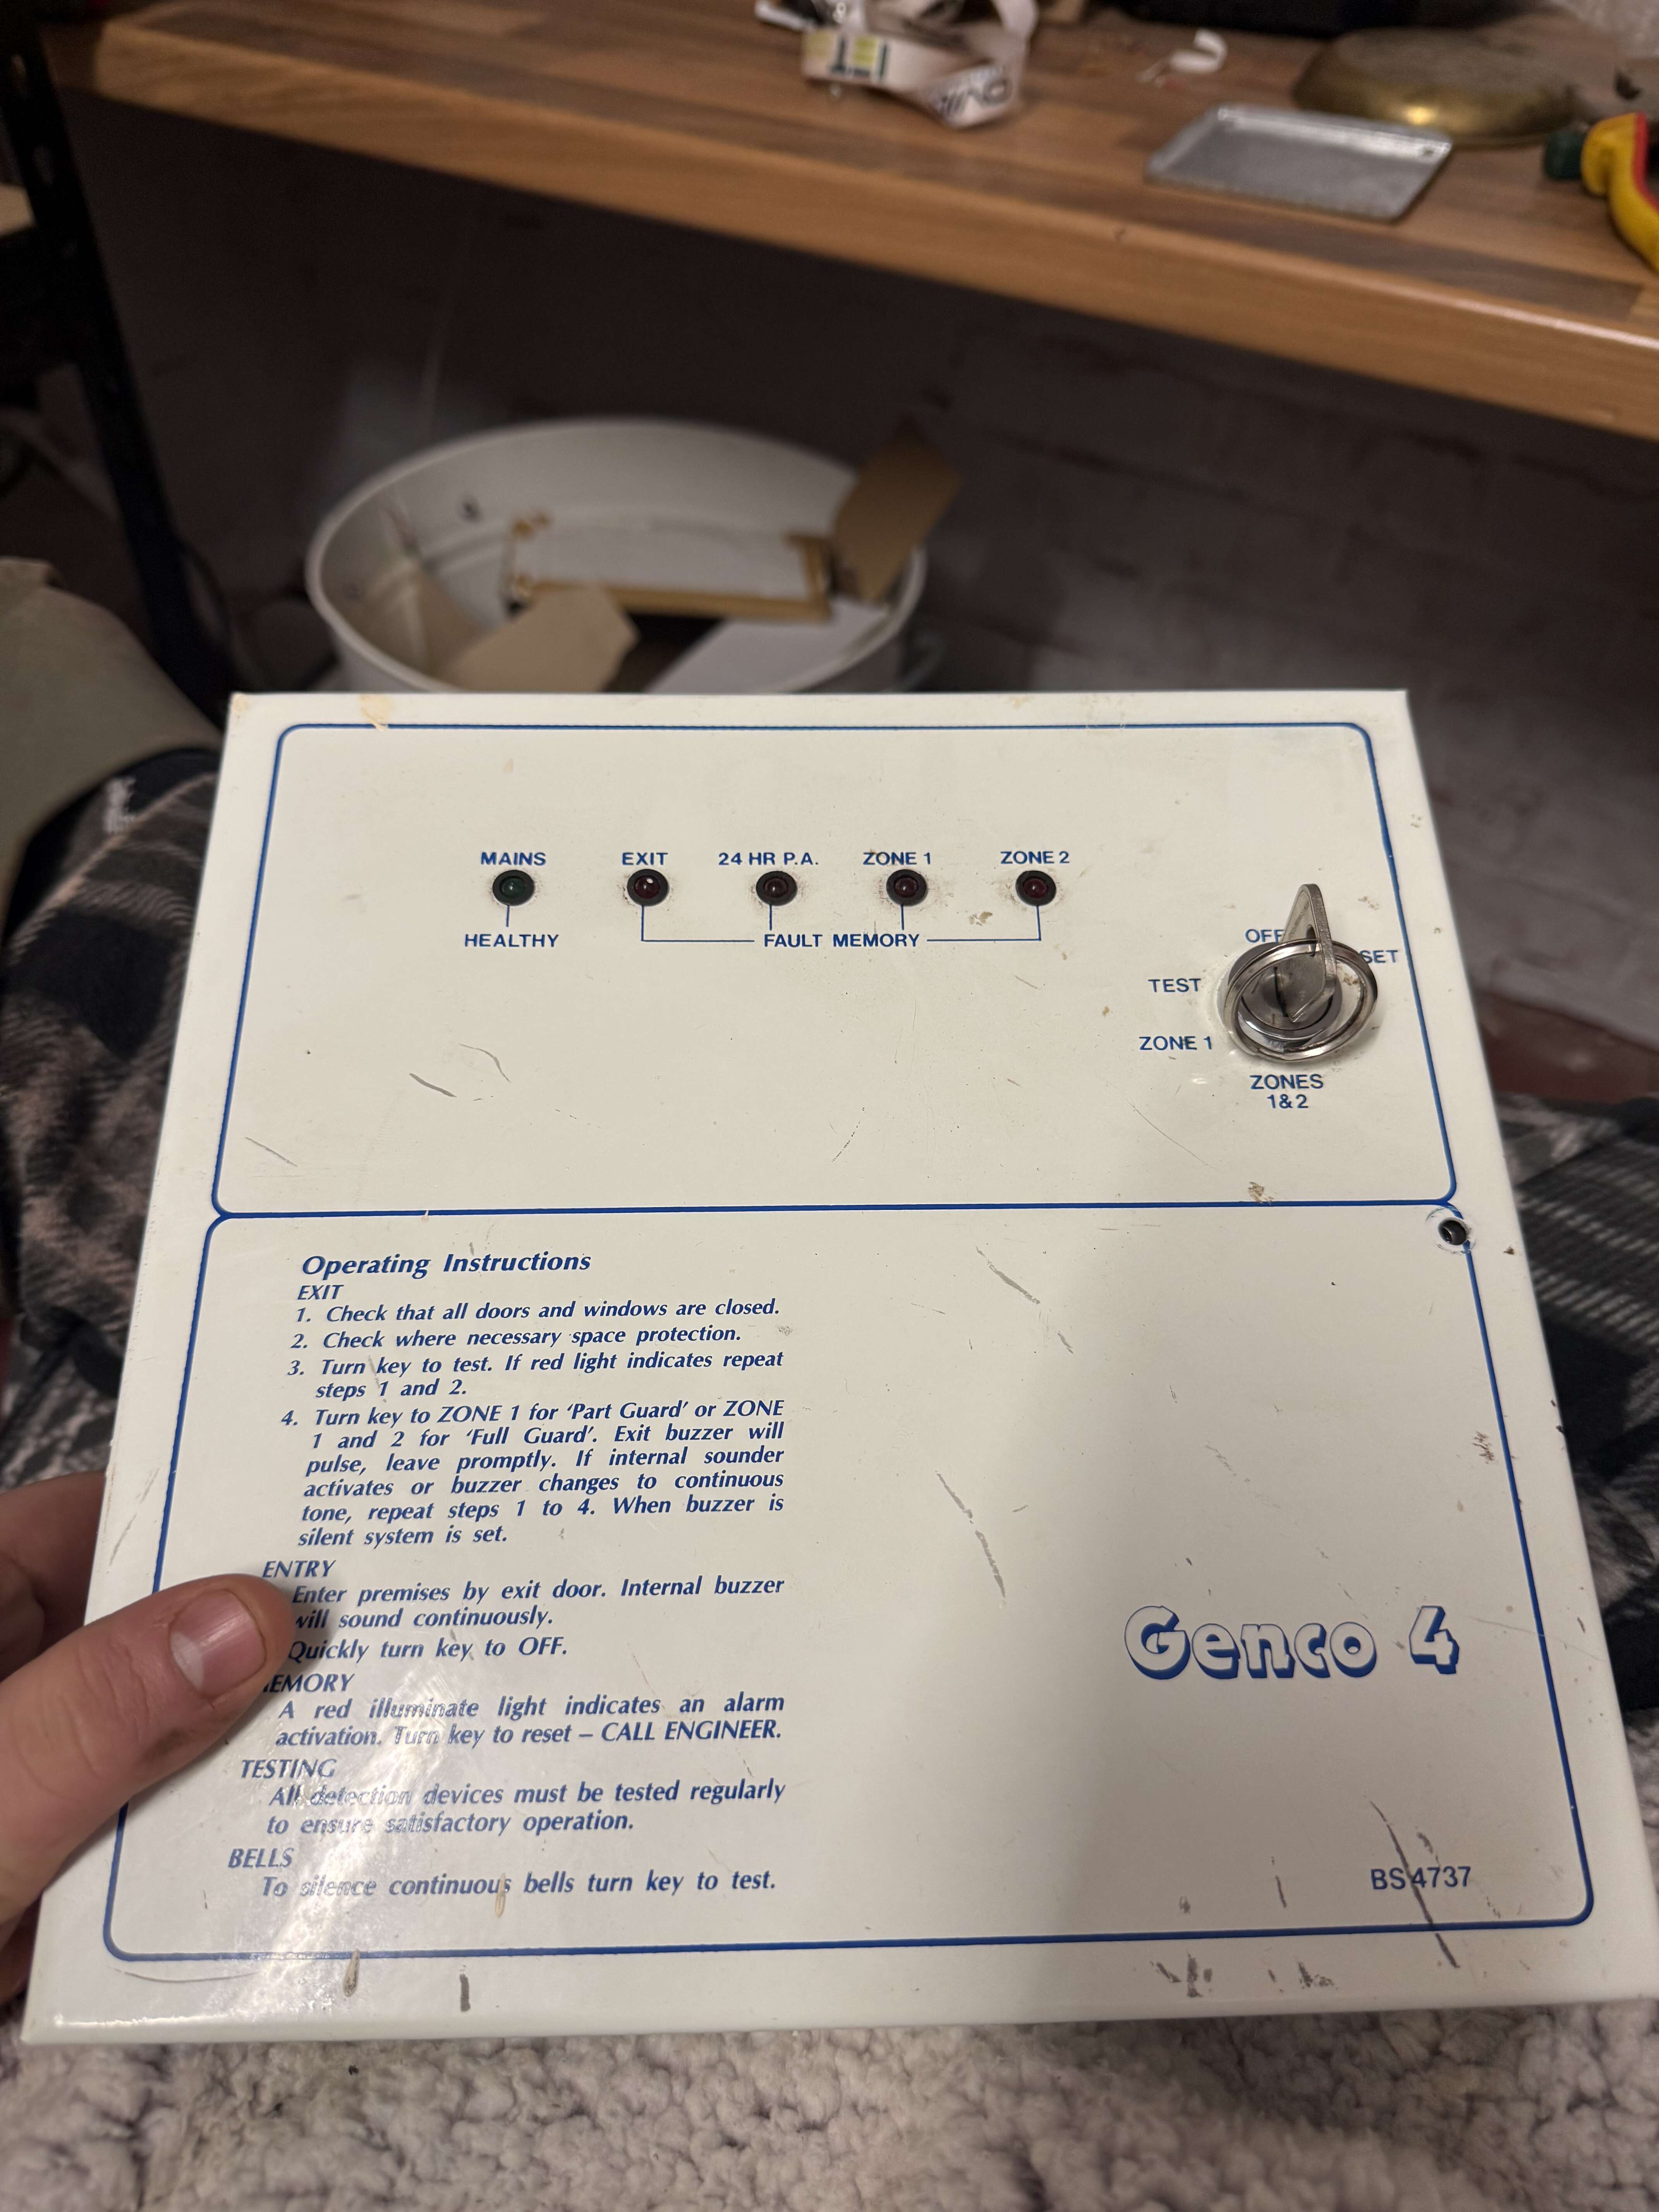 MAINS EXIT 24 HR P.A. ZONE 1 ZONE 2
HEALTHY FAULT MEMORY
OFF
SET
TEST
ZONE 1
ZONES
1&2
Operating Instructions
EXIT
1. Check that all doors and windows are closed.
2. Check where necessary space protection.
3. Turn key to test. If red light indicates repeat
steps 1 and 2.
4. Turn key to ZONE 1 for ‘Part Guard’ or ZONE
1 and 2 for ‘Full Guard’. Exit buzzer will
pulse, leave promptly. If internal sounder
activates or buzzer changes to continuous
tone, repeat steps 1 to 4. When buzzer is
silent system is set.
ENTRY
Enter premises by exit door. Internal buzzer
will sound continuously.
Quickly turn key to OFF.
EMORY
A red illuminate light indicates an alarm
activation. Turn key to reset – CALL ENGINEER.
TESTING
All detection devices must be tested regularly
to ensure satisfactory operation.
BELLS
To silence continuous bells turn key to test.
Genco 4
BS 4737